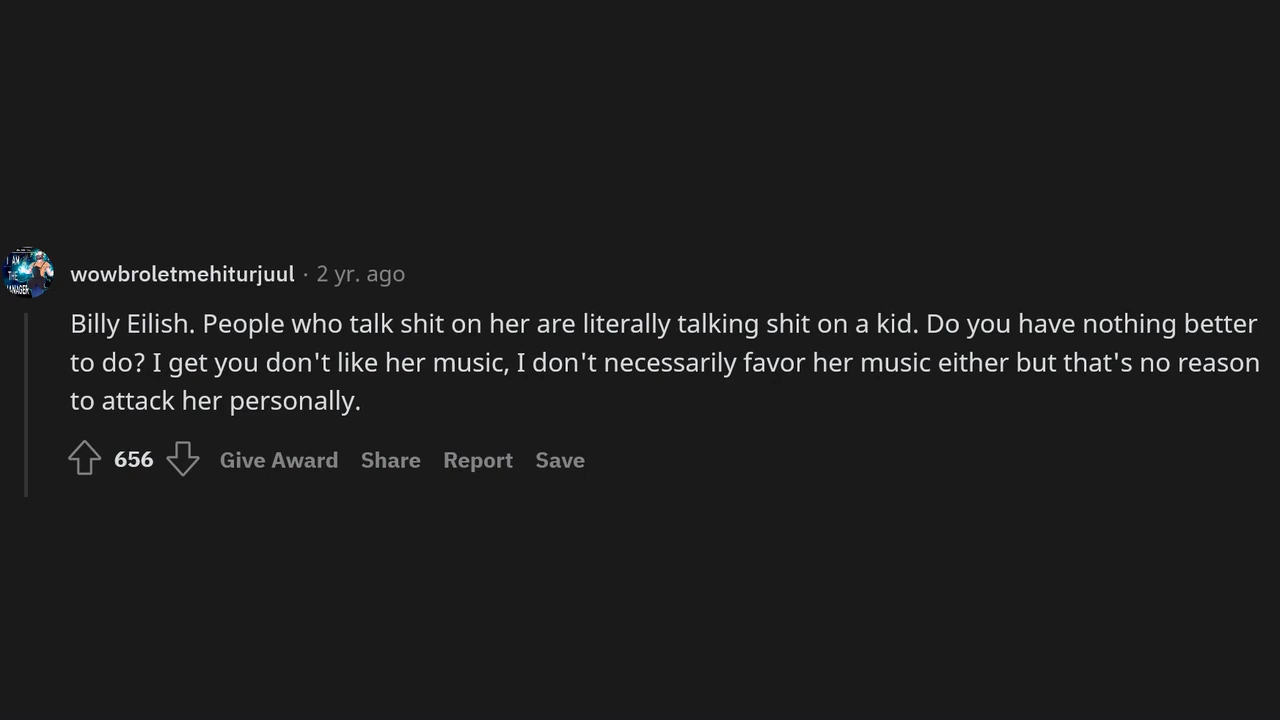 I AM
THE
wowbroletmehiturjuul · 2 yr. ago
Billy Eilish. People who talk shit on her are literally talking shit on a kid. Do you have nothing better
to do? I get you don't like her music, I don't necessarily favor her music either but that's no reason
to attack her personally.
656 Give Award Share Report Save